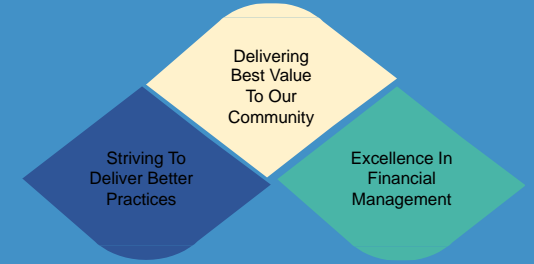 Delivering
Best Value
To Our
Community
Striving To
Deliver Better
Practices
Excellence In
Financial
Management